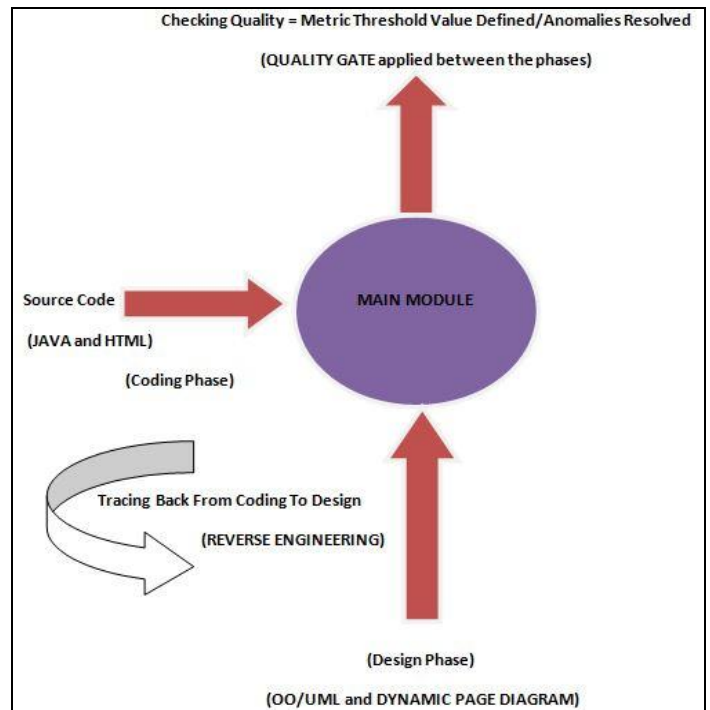 Checking Quality = Metric Threshold Value Defined/Anomalies Resolved
(QUALITY GATE applied between the phases)
MAIN MODULE
Source Code
(JAVA and HTML)
(Coding Phase)
Tracing Back From Coding To Design
(REVERSE ENGINEERING)
(Design Phase)
(OO/UML and DYNAMIC PAGE DIAGRAM)